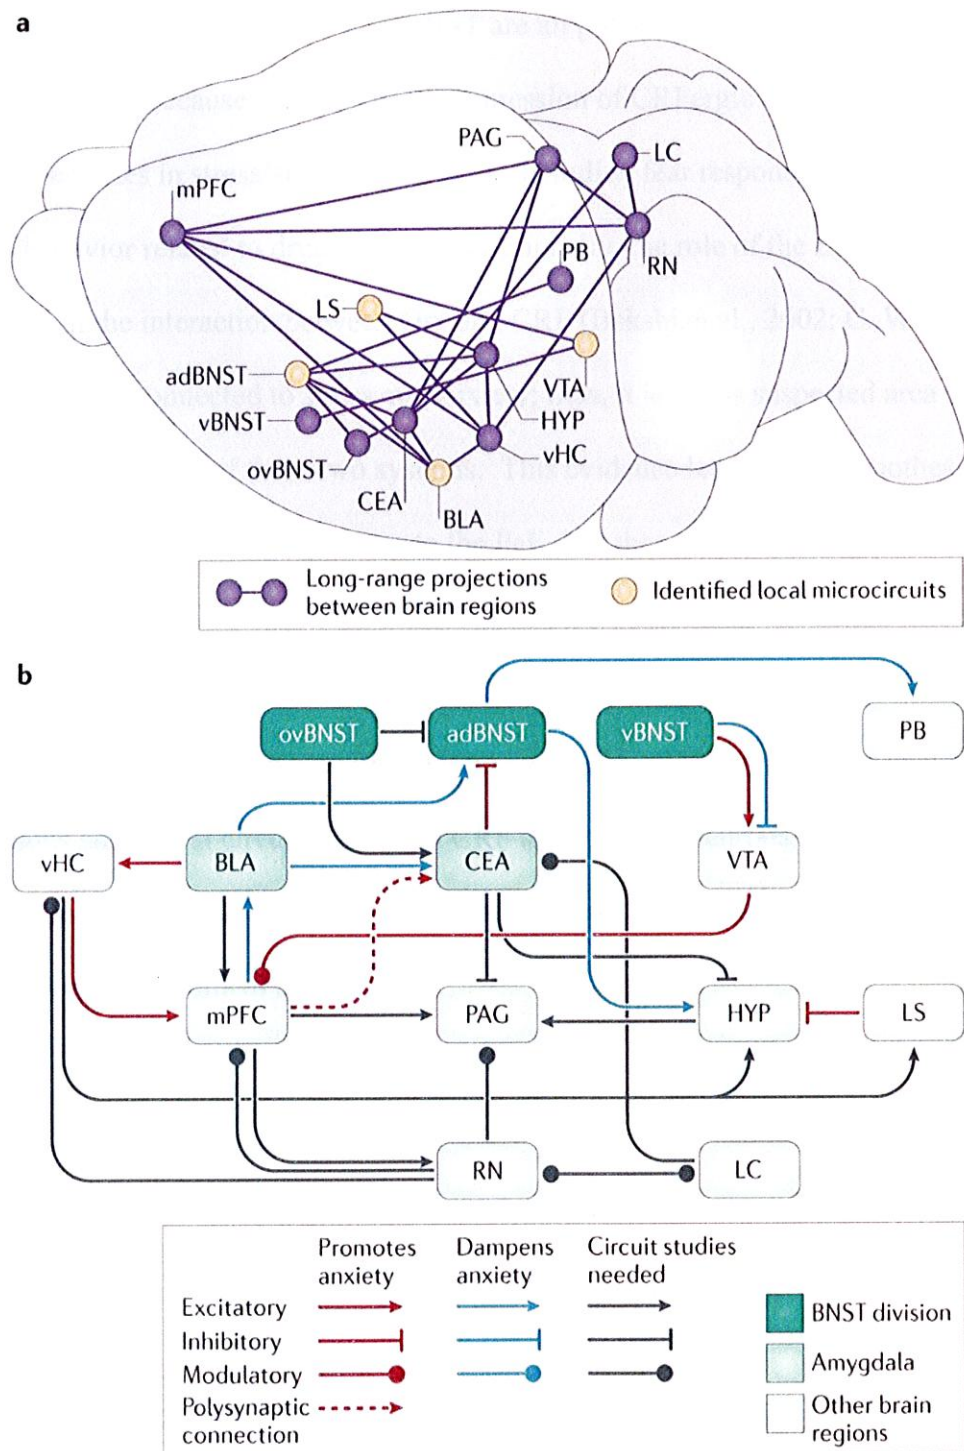 a
PAG
LC
mPFC
PB
RN
LS
adBNST
VTA
vBNST
HYP
ovBNST
vHC
CEA
BLA
Long-range projections
between brain regions
Identified local microcircuits
b
ovBNST
adBNST
vBNST
PB
vHC
BLA
CEA
VTA
mPFC
PAG
HYP
LS
RN
LC
Promotes
anxiety
Dampens
anxiety
Circuit studies
needed
Excitatory
Inhibitory
Modulatory
Polysynaptic
connection
BNST division
Amygdala
Other brain
regions